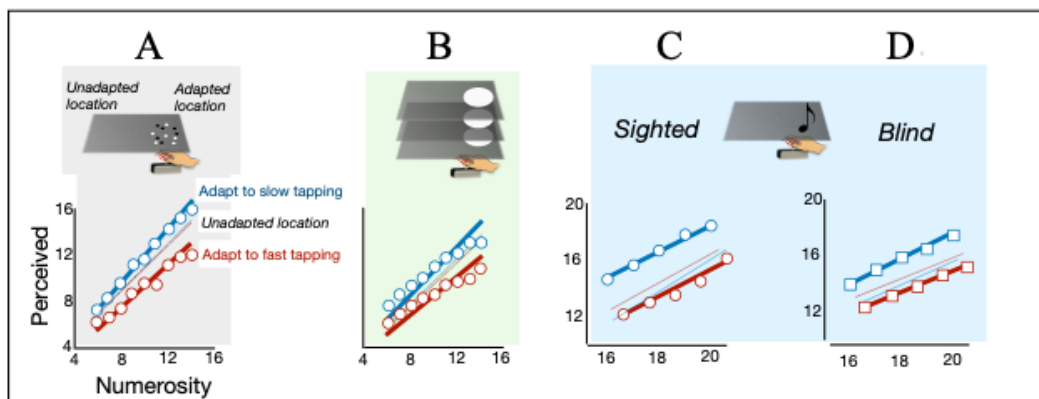 A
B
C
D
Unadapted location
Adapted location
Sighted
Blind
Adapt to slow tapping
Unadapted location
Adapt to fast tapping
Perceived
16
12
8
4
4 8 12 16
Numerosity
4 8 12 16
20
16
12
16 18 20
20
16
12
16 18 20